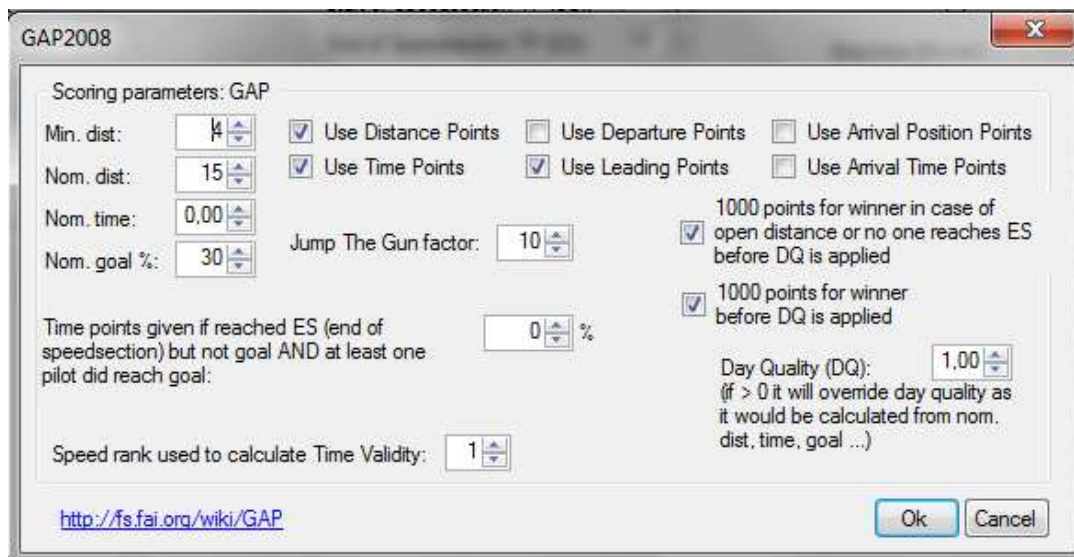 GAP2008
Scoring parameters: GAP
Min. dist: 4
Nom. dist: 15
Nom. time: 0,00
Nom. goal %: 30
Use Distance Points
Use Departure Points
Use Arrival Position Points
Use Time Points
Use Leading Points
Use Arrival Time Points
Jump The Gun factor: 10
1000 points for winner in case of
open distance or no one reaches ES
before DQ is applied
1000 points for winner
before DQ is applied
Time points given if reached ES (end of
speedsection) but not goal AND at least one
pilot did reach goal:
0 %
Day Quality (DQ): 1,00
(if > 0 it will override day quality as
it would be calculated from nom.
dist, time, goal ...)
Speed rank used to calculate Time Validity: 1
http://fs.fai.org/wiki/GAP
Ok
Cancel